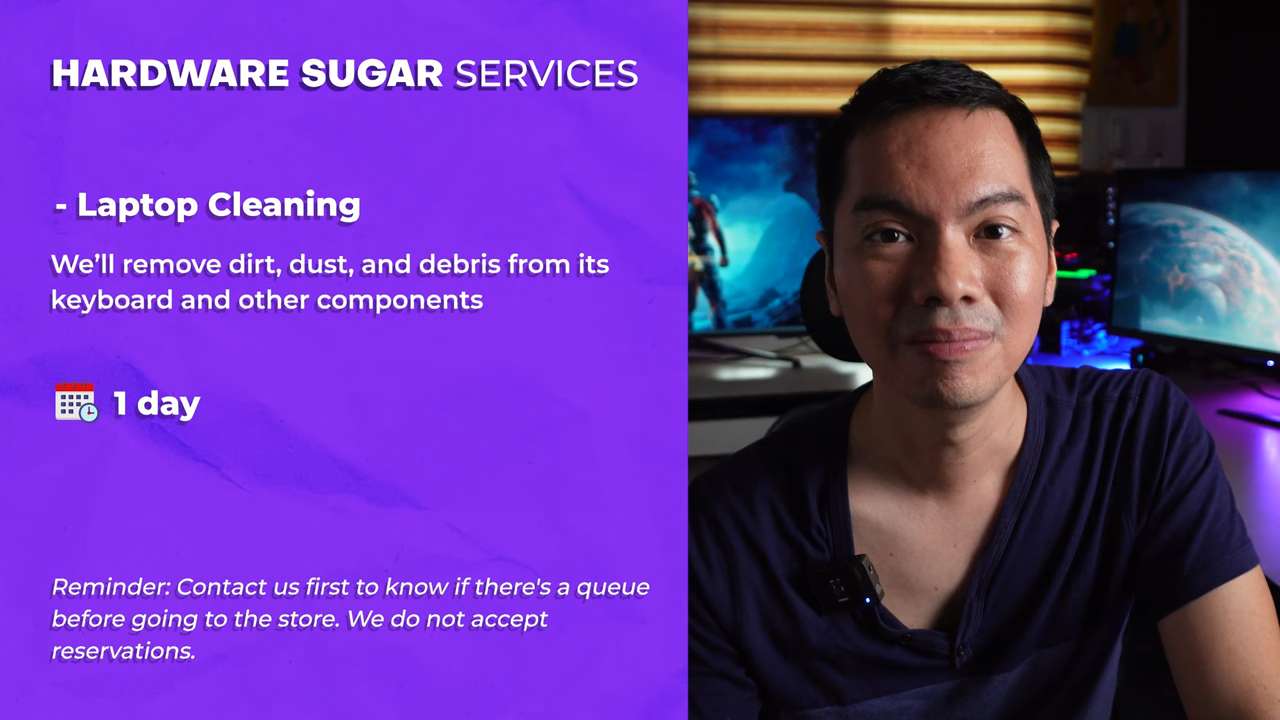 HARDWARE SUGAR SERVICES
- Laptop Cleaning
We’ll remove dirt, dust, and debris from its
keyboard and other components
1 day
Reminder: Contact us first to know if there's a queue
before going to the store. We do not accept
reservations.